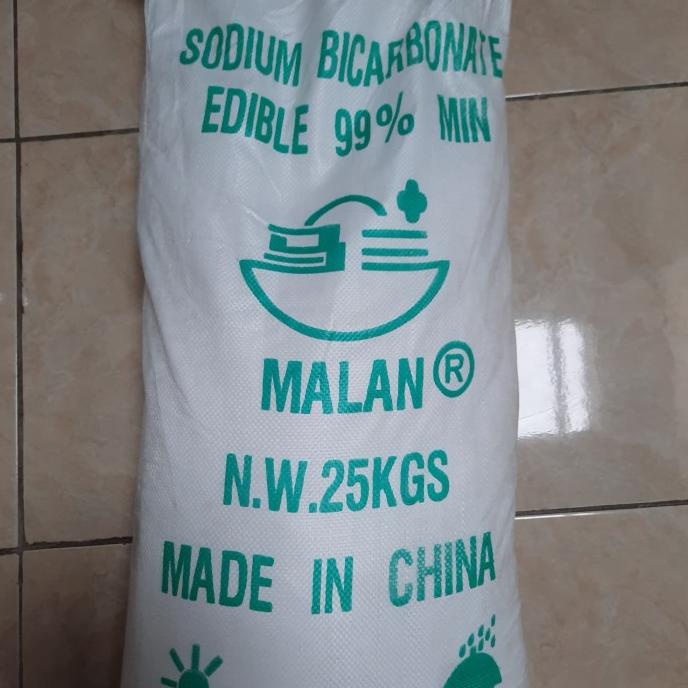 SODIUM BICARBONATE
EDIBLE 99% MIN
MALAN®
N.W.25KGS
MADE IN CHINA